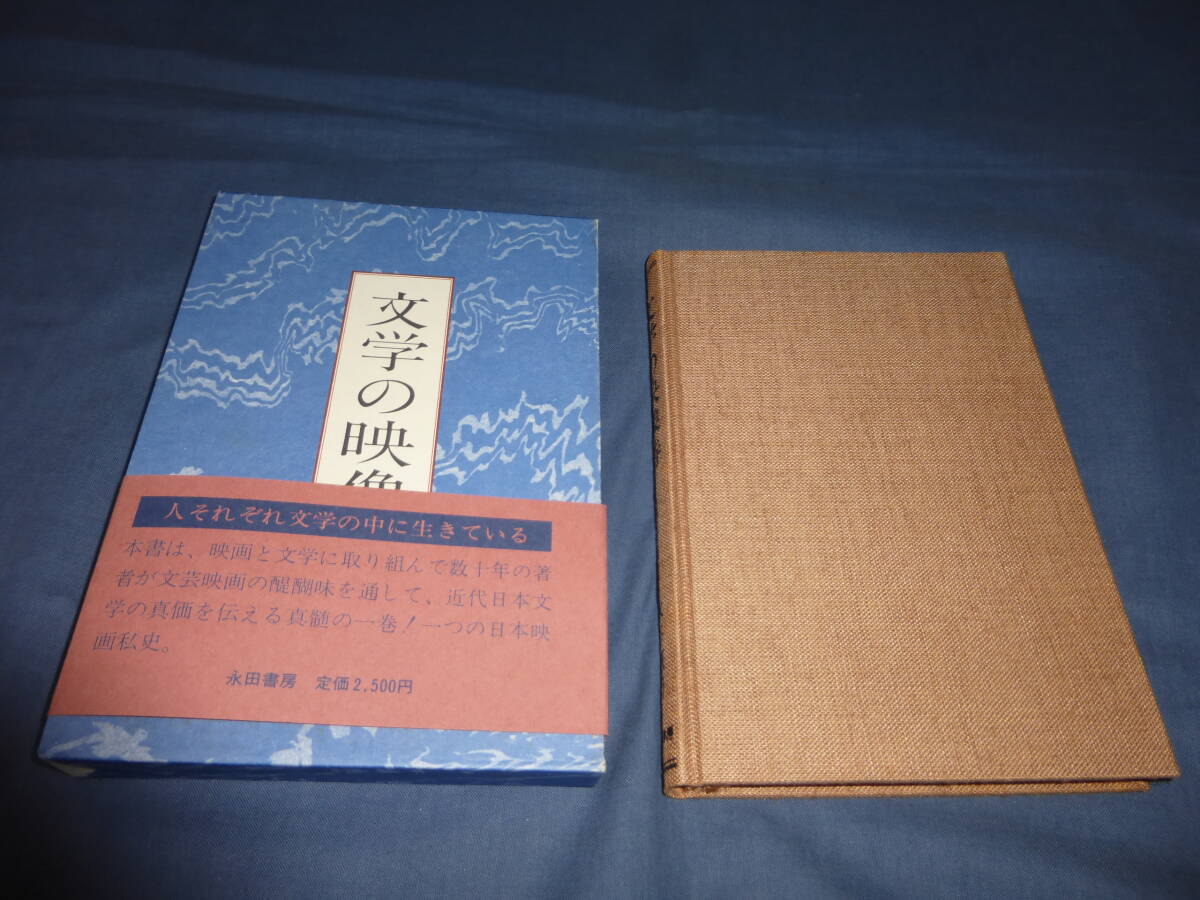 文学の映像
人それぞれ文学の中に生きている
本書は、映画と文学に取り組んで数十年の著
者が文芸映画の醍醐味を通して、近代日本文
学の真価を伝える真髄の一巻！一つの日本映
画私史。
永田書房 定価2,500円